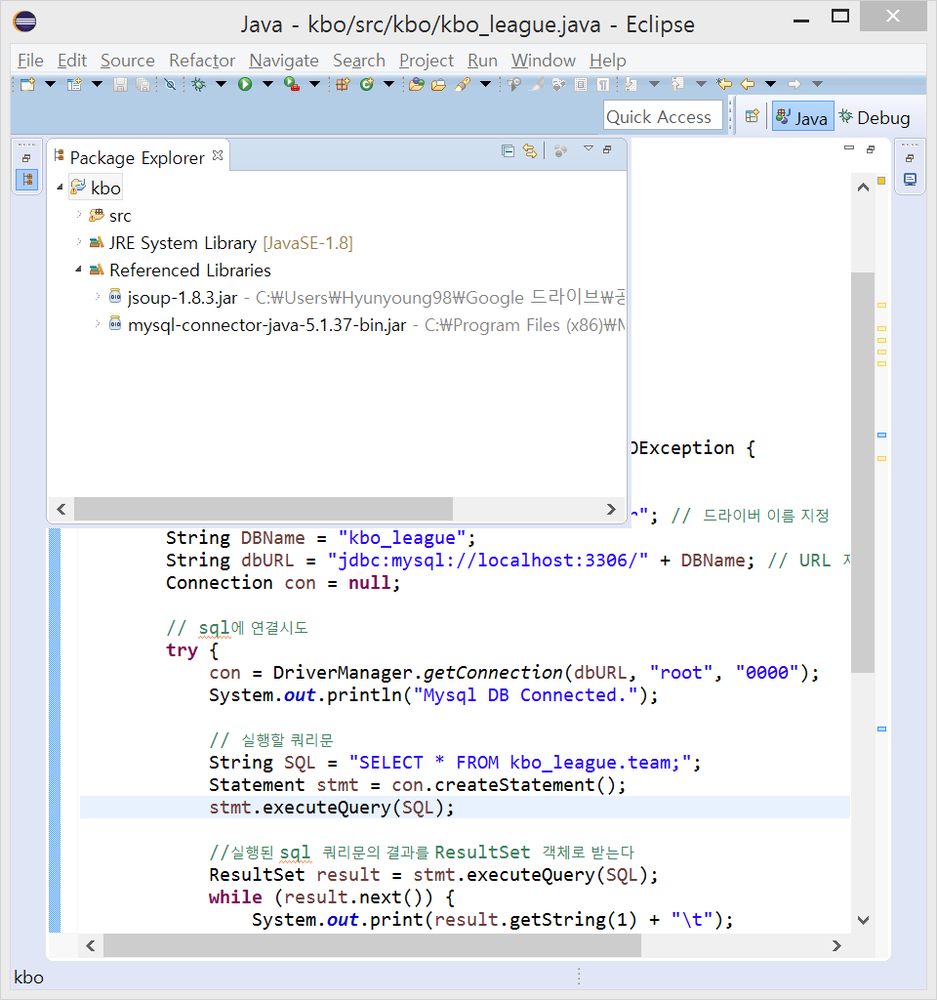 Java - kbo/src/kbo/kbo_league.java - Eclipse
File Edit Source Refactor Navigate Search Project Run Window Help
Quick Access Java Debug
Package Explorer
kbo
src
JRE System Library [JavaSE-1.8]
Referenced Libraries
jsoup-1.8.3.jar - C:₩Users₩Hyunyoung98₩Google 드라이브₩
mysql-connector-java-5.1.37-bin.jar - C:₩Program Files (x86)₩
OException {
"; // 드라이버 이름 지정
String DBName = "kbo_league";
String dbURL = "jdbc:mysql://localhost:3306/" + DBName; // URL
Connection con = null;
// sql에 연결시도
try {
con = DriverManager.getConnection(dbURL, "root", "0000");
System.out.println("Mysql DB Connected.");
// 실행할 쿼리문
String SQL = "SELECT * FROM kbo_league.team;";
Statement stmt = con.createStatement();
stmt.executeQuery(SQL);
//실행된 sql 쿼리문의 결과를 ResultSet 객체로 받는다
ResultSet result = stmt.executeQuery(SQL);
while (result.next()) {
System.out.print(result.getString(1) + "\t");
kbo